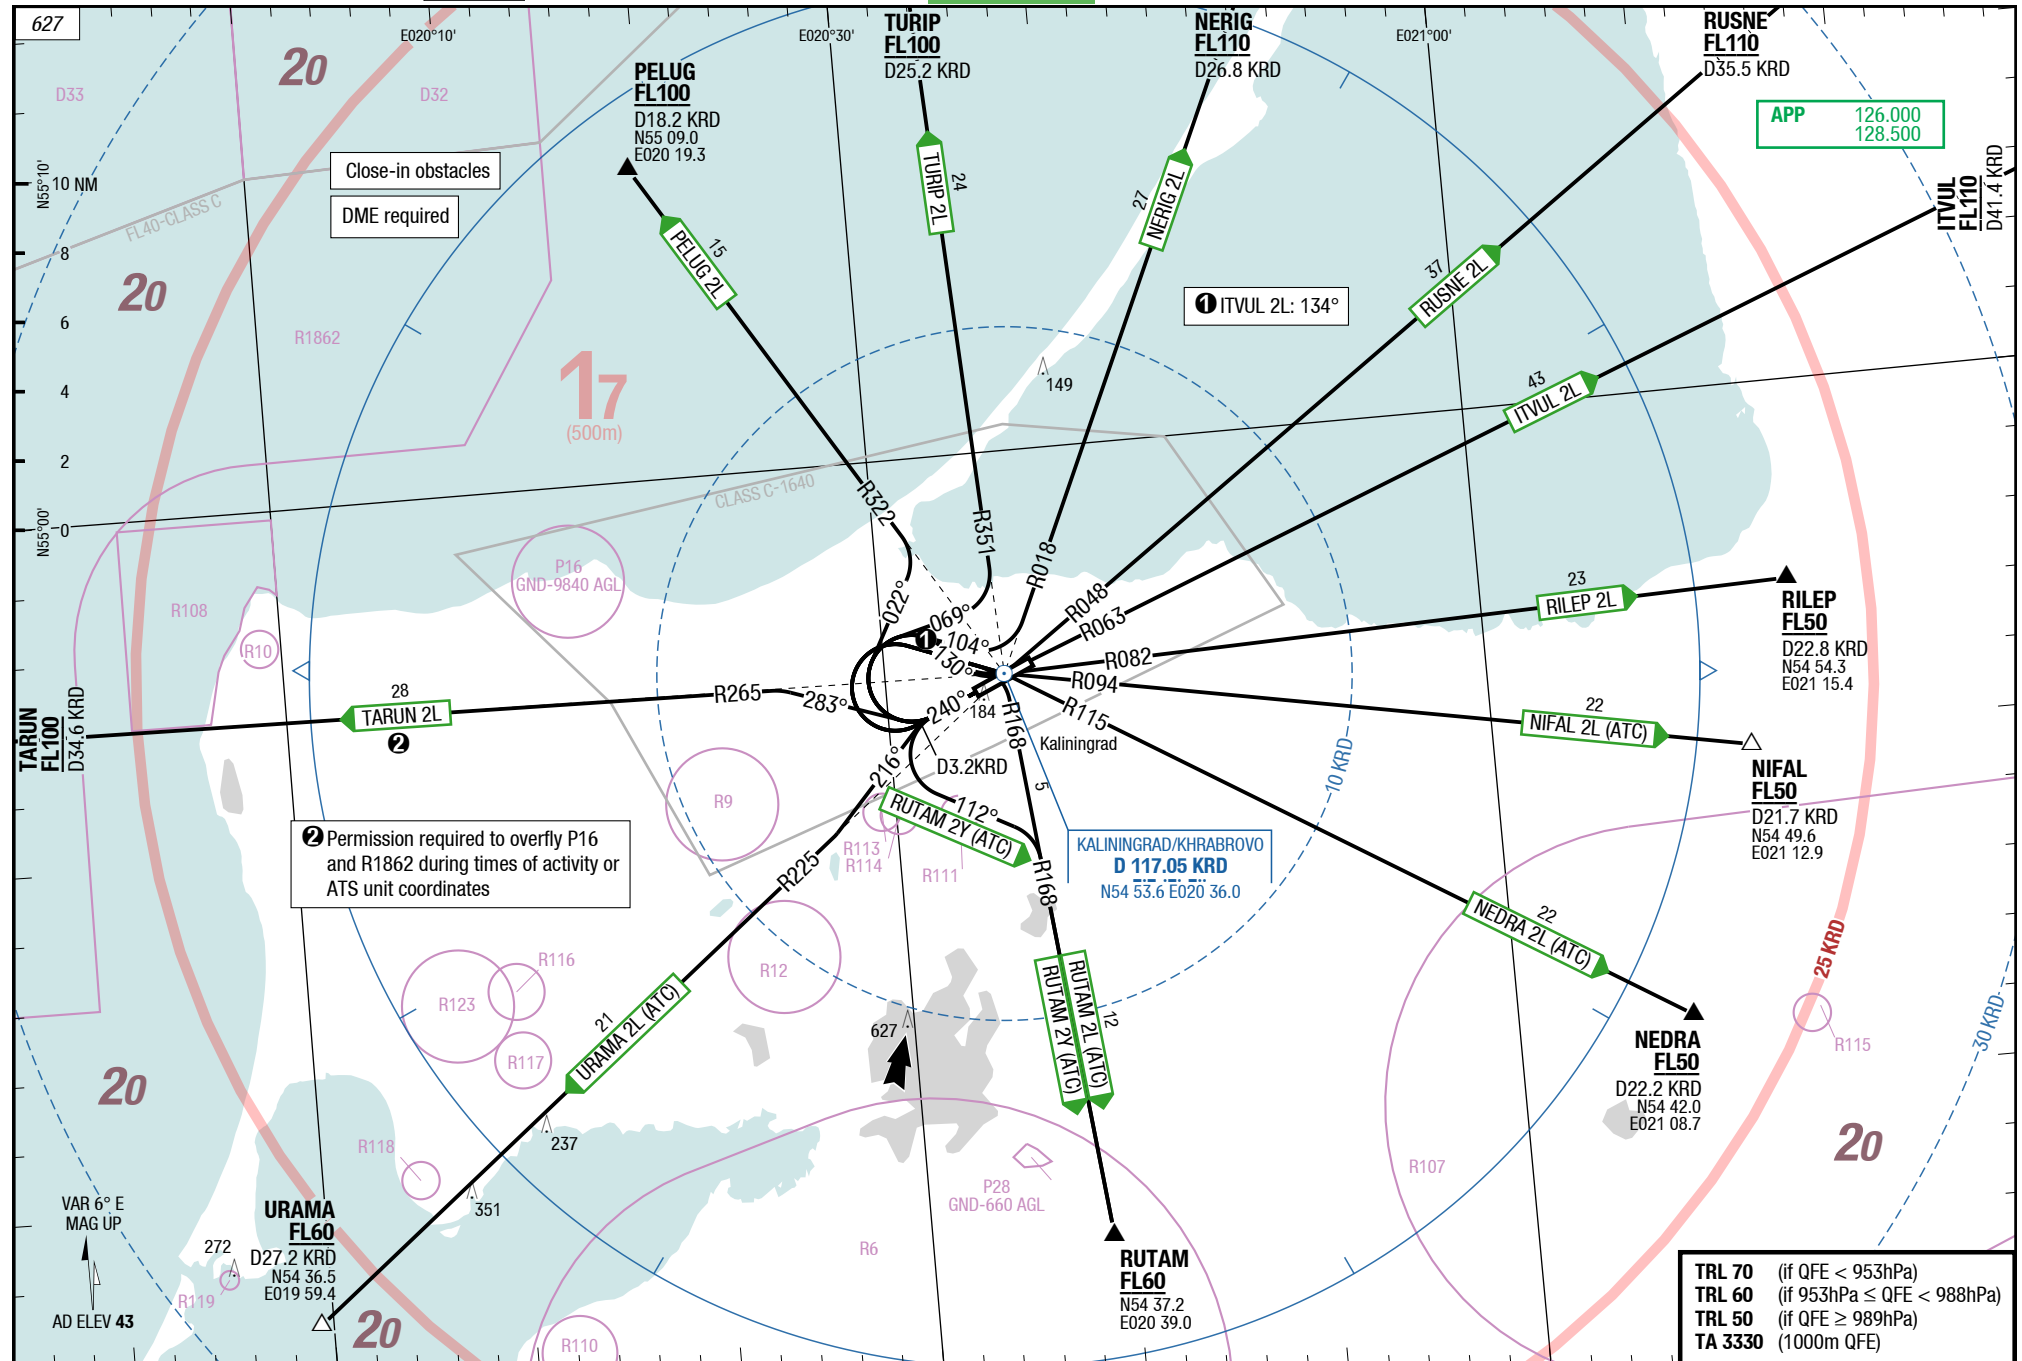 627
E020°10'
E020°30'
E021°00'
TURIP
FL100
D25.2 KRD
NERIG
FL110
D26.8 KRD
RUSNE
FL110
D35.5 KRD
PELUG
FL100
D18.2 KRD
N55 09.0
E020 19.3
APP 126.000
128.500
ITVUL
FL110
D41.4 KRD
20
D33
D32
Close-in obstacles
DME required
N55°10'
10 NM
8
6
4
2
0
N55°00'
FL40-CLASS C
20
R1862
17
(500m)
PELUG 2L
15
TURIP 2L
24
NERIG 2L
27
RUSNE 2L
37
ITVUL 2L
43
1 ITVUL 2L: 134°
149
CLASS C-1640
R322
R351
R018
R048
R063
R082
R094
R115
R168
P16
GND-9840 AGL
R108
R10
022°
069°
1
104°
130°
240°
184
283°
R265
28
TARUN 2L
2
TARUN
FL100
D34.6 KRD
23
RILEP 2L
RILEP
FL50
D22.8 KRD
N54 54.3
E021 15.4
22
NIFAL 2L (ATC)
NIFAL
FL50
D21.7 KRD
N54 49.6
E021 12.9
Kaliningrad
D3.2KRD
216°
5
10 KRD
R9
RUTAM 2Y (ATC)
112°
R113
R114
R111
R225
R168
2 Permission required to overfly P16
and R1862 during times of activity or
ATS unit coordinates
KALININGRAD/KHRABROVO
D 117.05 KRD
N54 53.6 E020 36.0
22
NEDRA 2L (ATC)
25 KRD
R116
R123
R117
R12
21
URAMA 2L (ATC)
RUTAM 2L (ATC)
RUTAM 2Y (ATC)
12
627
NEDRA
FL50
D22.2 KRD
N54 42.0
E021 08.7
R115
30 KRD
20
20
R118
237
351
R107
P28
GND-660 AGL
R6
VAR 6° E
MAG UP
AD ELEV 43
272
R119
URAMA
FL60
D27.2 KRD
N54 36.5
E019 59.4
20
R110
RUTAM
FL60
N54 37.2
E020 39.0
TRL 70 (if QFE < 953hPa)
TRL 60 (if 953hPa ≤ QFE < 988hPa)
TRL 50 (if QFE ≥ 989hPa)
TA 3330 (1000m QFE)